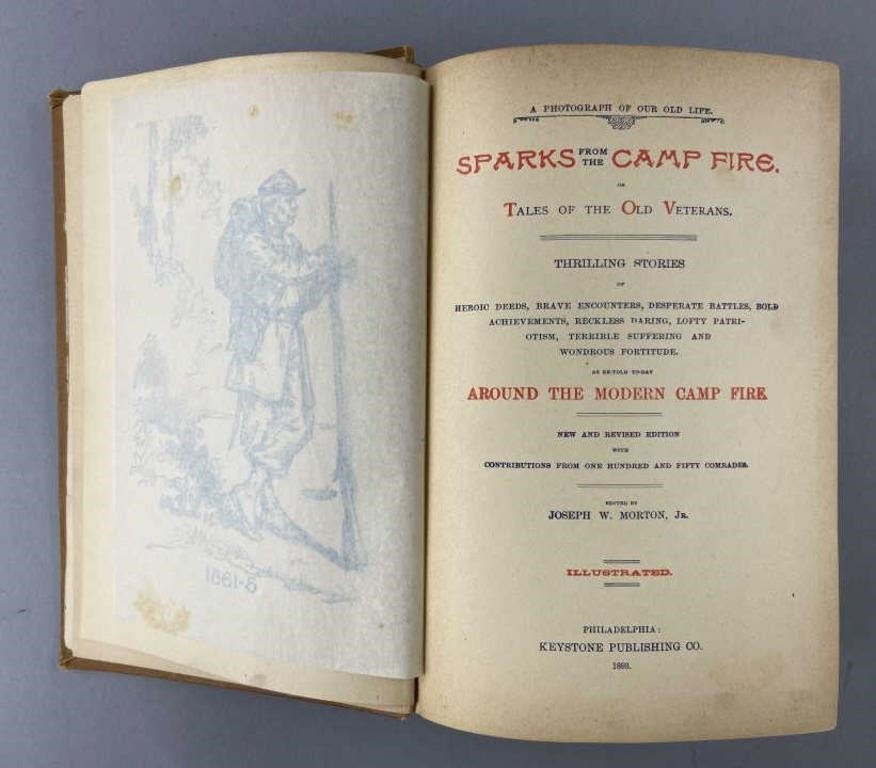 1861-5
A PHOTOGRAPH OF OUR OLD LIFE.
SPARKS FROM THE CAMP FIRE.
OR
TALES OF THE OLD VETERANS.
THRILLING STORIES
OF
HEROIC DEEDS, BRAVE ENCOUNTERS, DESPERATE BATTLES, BOLD
ACHIEVEMENTS, RECKLESS DARING, LOFTY PATRI-
OTISM, TERRIBLE SUFFERING AND
WONDROUS FORTITUDE.
AS RE-TOLD TO-DAY
AROUND THE MODERN CAMP FIRE
NEW AND REVISED EDITION
WITH
CONTRIBUTIONS FROM ONE HUNDRED AND FIFTY COMRADES.
EDITED BY
JOSEPH W. MORTON, JR.
ILLUSTRATED.
PHILADELPHIA:
KEYSTONE PUBLISHING CO.